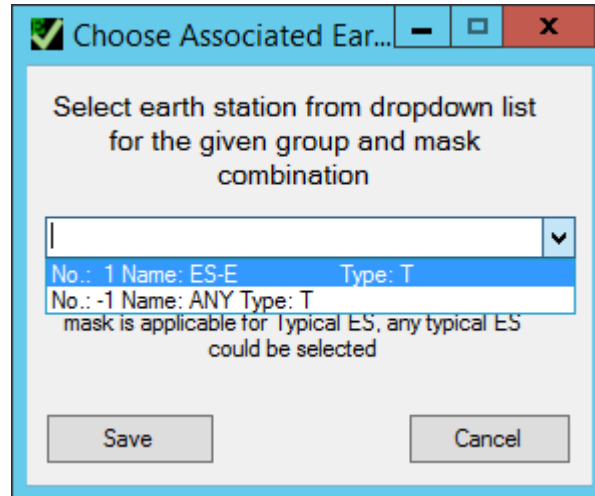 Choose Associated Ear...
Select earth station from dropdown list
for the given group and mask
combination
No.: 1 Name: ES-E Type: T
No.: -1 Name: ANY Type: T
mask is applicable for Typical ES, any typical ES
could be selected
Save Cancel